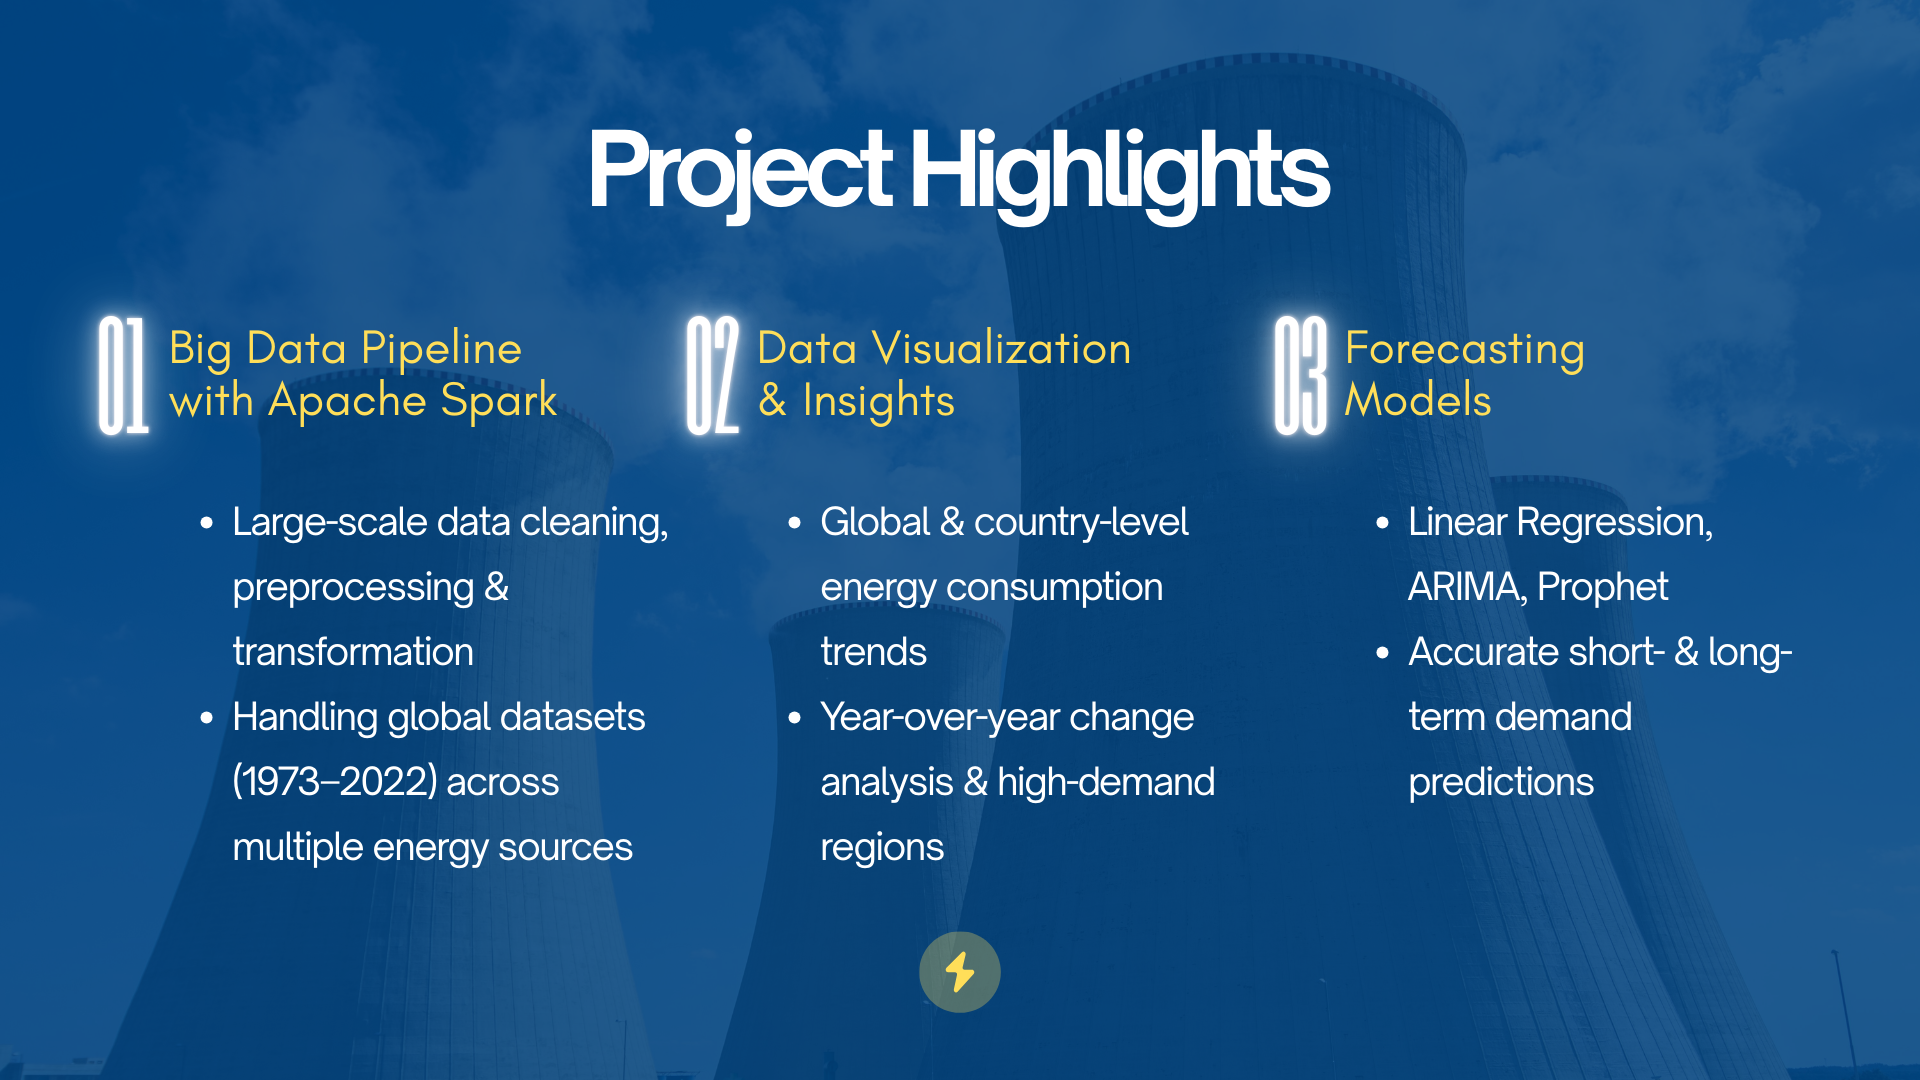 Project Highlights
01
Big Data Pipeline
with Apache Spark
• Large-scale data cleaning,
preprocessing &
transformation
• Handling global datasets
(1973–2022) across
multiple energy sources
02
Data Visualization
& Insights
• Global & country-level
energy consumption
trends
• Year-over-year change
analysis & high-demand
regions
03
Forecasting
Models
• Linear Regression,
ARIMA, Prophet
• Accurate short- & long-
term demand
predictions